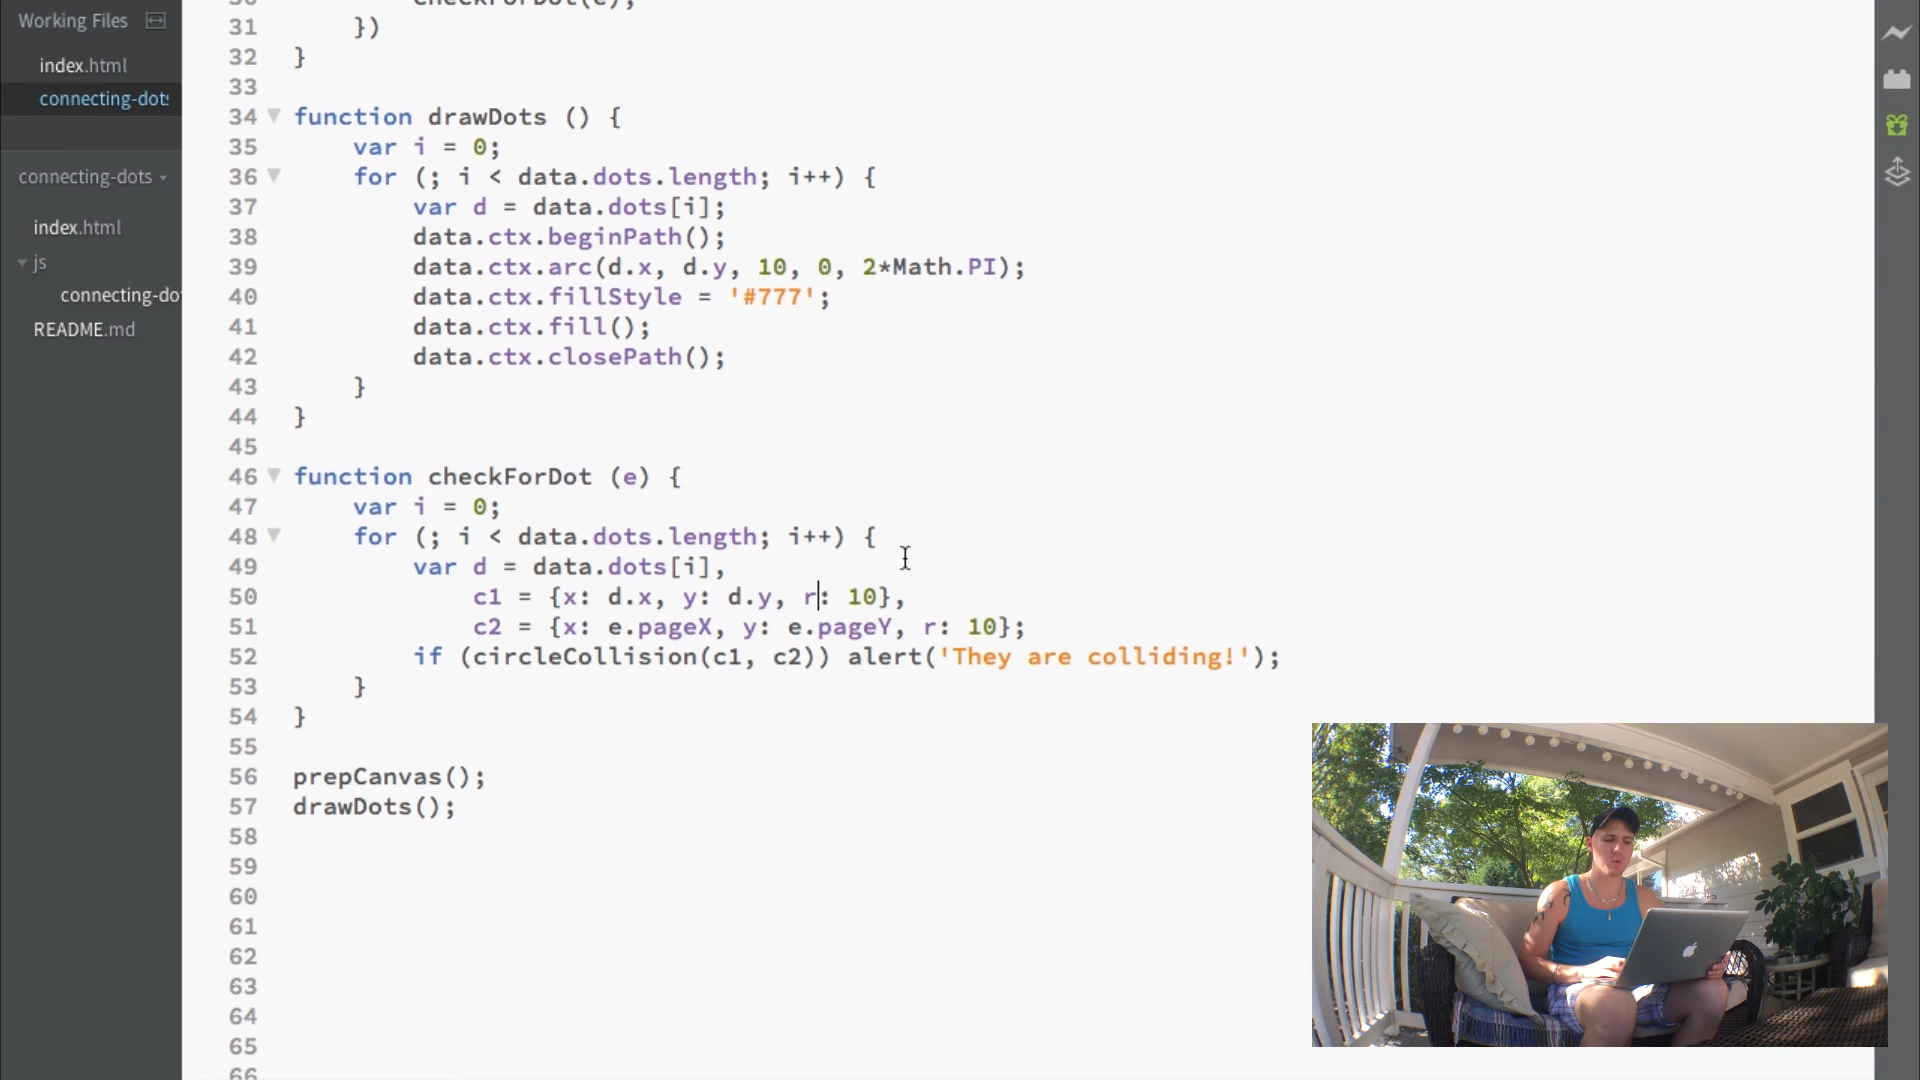 Working Files
index.html
connecting-dots
connecting-dots
index.html
js
connecting-do
README.md
30 checkForDot(e);
31 })
32 }
33
34 function drawDots () {
35 var i = 0;
36 for (; i < data.dots.length; i++) {
37 var d = data.dots[i];
38 data.ctx.beginPath();
39 data.ctx.arc(d.x, d.y, 10, 0, 2*Math.PI);
40 data.ctx.fillStyle = '#777';
41 data.ctx.fill();
42 data.ctx.closePath();
43 }
44 }
45
46 function checkForDot (e) {
47 var i = 0;
48 for (; i < data.dots.length; i++) {
49 var d = data.dots[i],
50 c1 = {x: d.x, y: d.y, r: 10},
51 c2 = {x: e.pageX, y: e.pageY, r: 10};
52 if (circleCollision(c1, c2)) alert('They are colliding!');
53 }
54 }
55
56 prepCanvas();
57 drawDots();
58
59
60
61
62
63
64
65
66